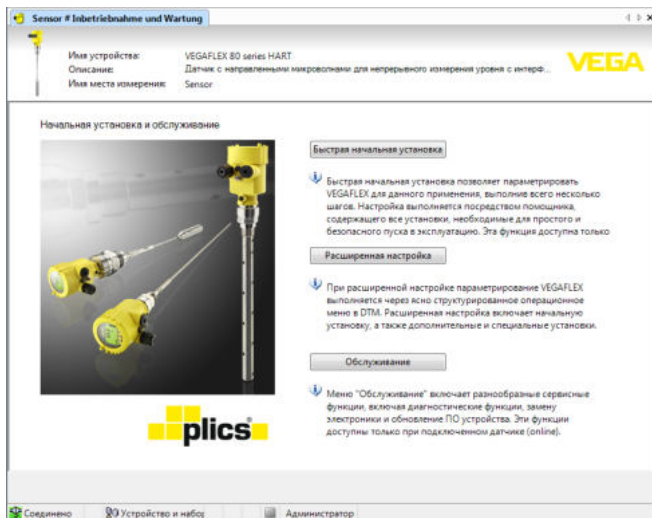 Sensor # Inbetriebnahme und Wartung
Имя устройства: VEGAFLEX 80 series HART
Описание: Датчик с направленными микроволнами для непрерывного измерения уровня с интерф...
Имя места измерения: Sensor
VEGA
Начальная установка и обслуживание
Быстрая начальная установка
Быстрая начальная установка позволяет параметрировать
VEGAFLEX для данного применения, выполнив всего несколько
шагов. Настройка выполняется посредством помощника,
содержащего все установки, необходимые для простого и
безопасного пуска в эксплуатацию. Эта функция доступна только
Расширенная настройка
При расширенной настройке параметрирование VEGAFLEX
выполняется через ясно структурированное операционное
меню в DTM. Расширенная настройка включает начальную
установку, а также дополнительные и специальные установки.
Обслуживание
Меню "Обслуживание" включает разнообразные сервисные
функции, включая диагностические функции, замену
электроники и обновление ПО устройства. Эти функции
доступны только при подключенном датчике (online).
plics
Соединено Устройство и набор Администратор